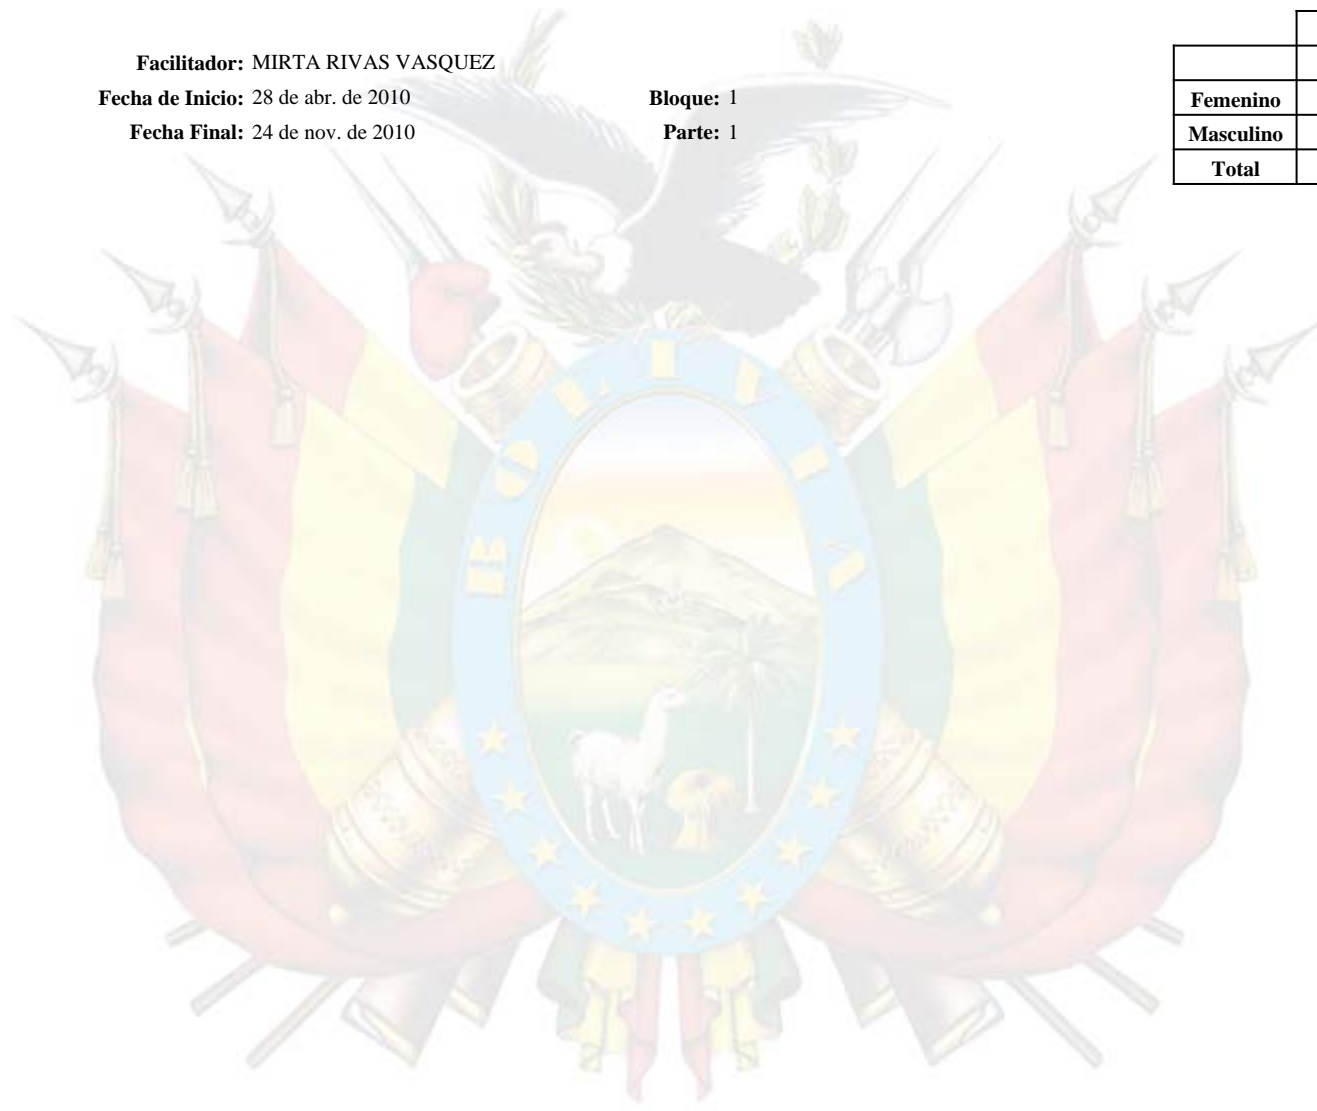 Facilitador: MIRTA RIVAS VASQUEZ
Fecha de Inicio: 28 de abr. de 2010 Bloque: 1
Fecha Final: 24 de nov. de 2010 Parte: 1
Femenino
Masculino
Total
BOLIVIA